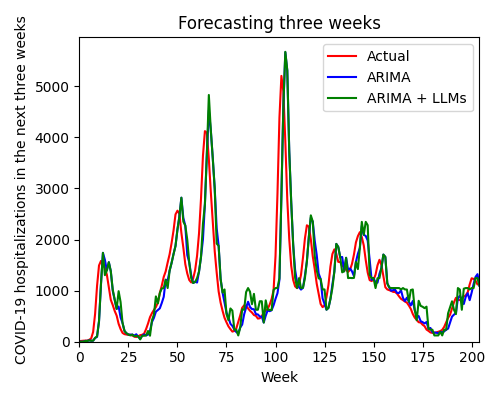 Forecasting three weeks
COVID-19 hospitalizations in the next three weeks
5000
4000
3000
2000
1000
0
Actual
ARIMA
ARIMA + LLMs
0 25 50 75 100 125 150 175 200
Week